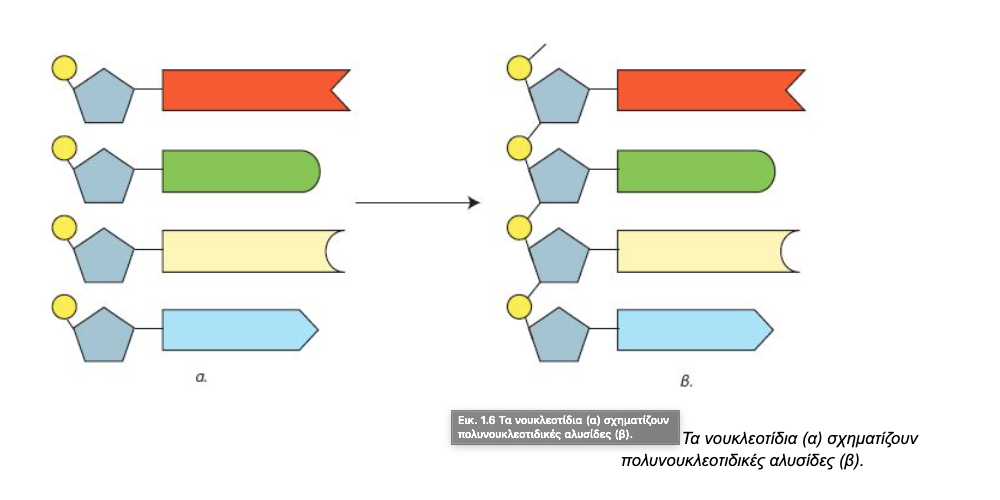 α.
β.
Εικ. 1.6 Τα νουκλεοτίδια (α) σχηματίζουν
πολυνουκλεοτιδικές αλυσίδες (β).
Τα νουκλεοτίδια (α) σχηματίζουν
πολυνουκλεοτιδικές αλυσίδες (β).